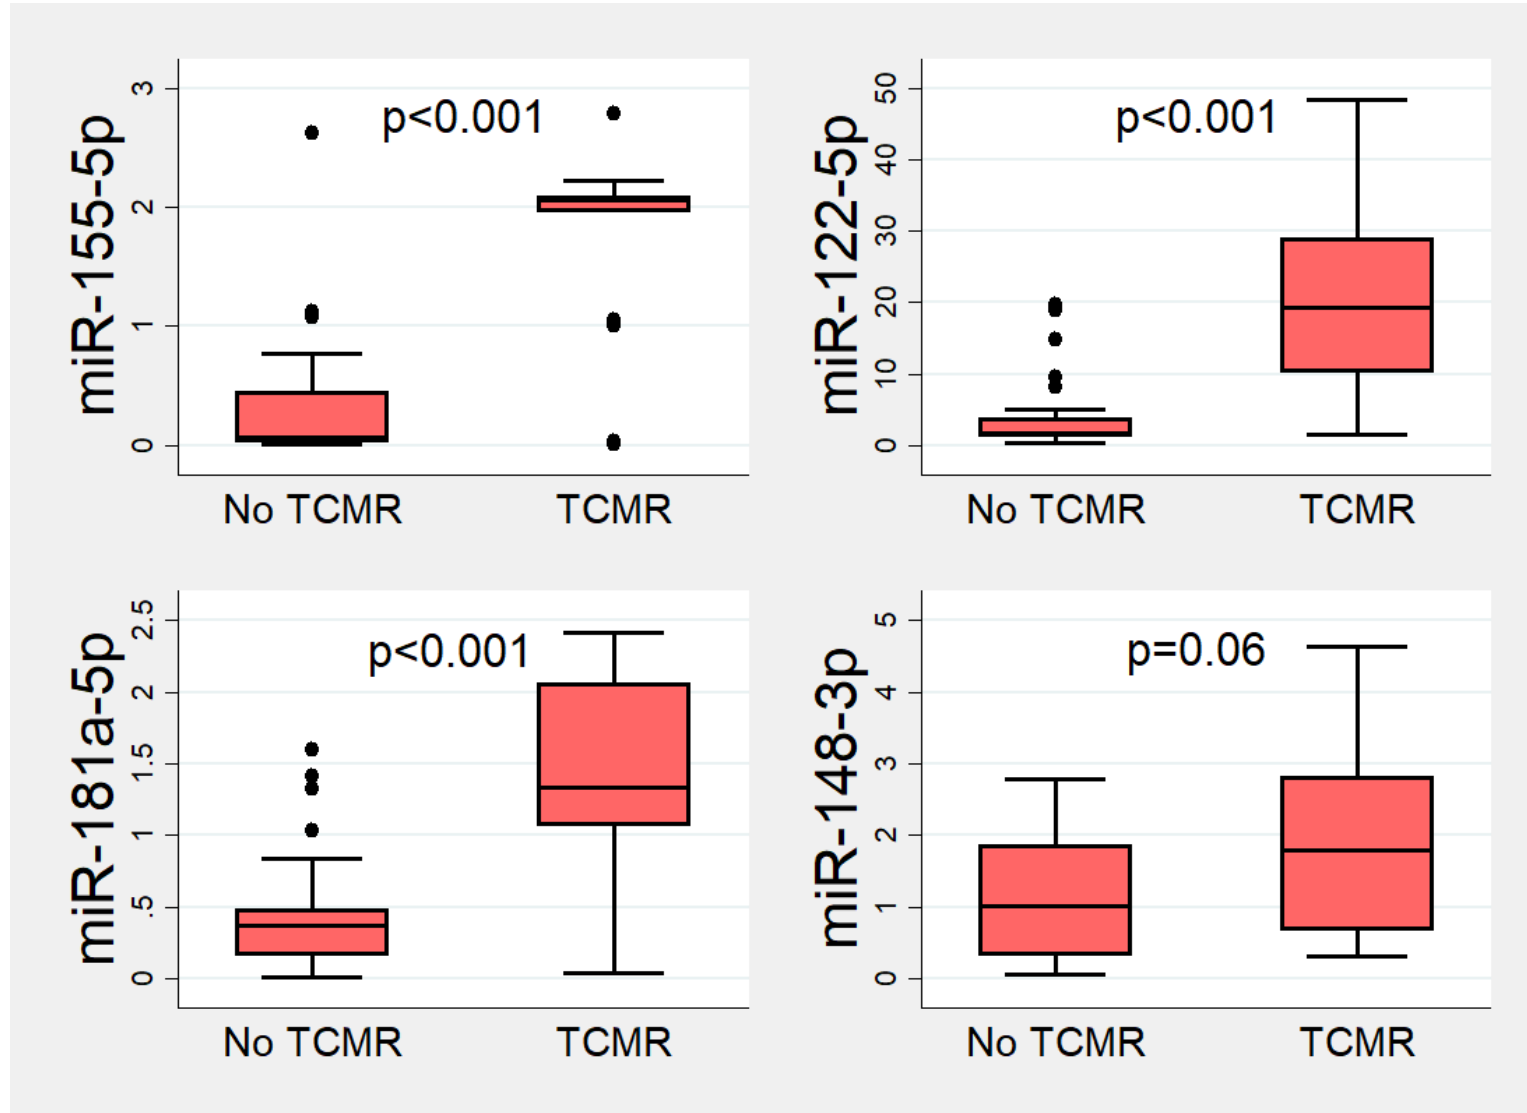 miR-155-5p
3
2
1
0
p<0.001
No TCMR TCMR
miR-122-5p
50
40
30
20
10
0
p<0.001
No TCMR TCMR
miR-181a-5p
2.5
2
1.5
1
.5
0
p<0.001
No TCMR TCMR
miR-148-3p
5
4
3
2
1
0
p=0.06
No TCMR TCMR